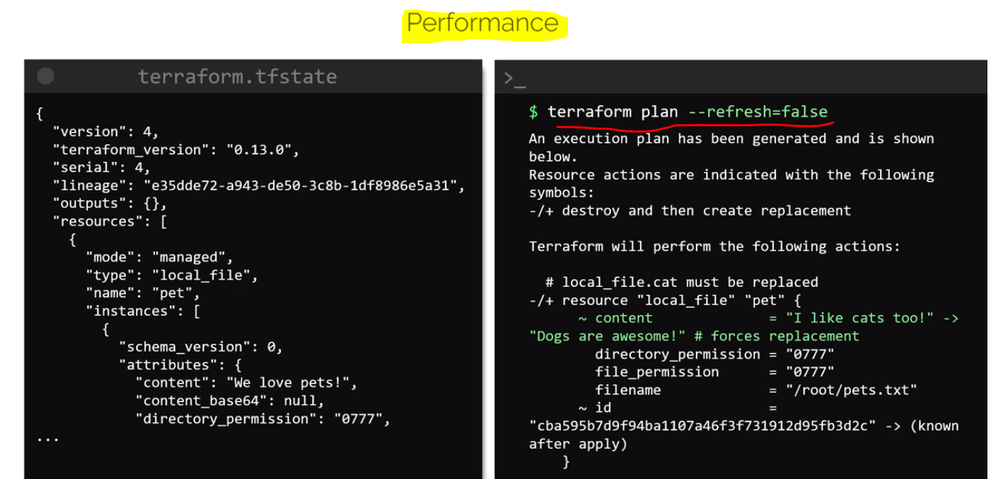 Performance
terraform.tfstate
{
  "version": 4,
  "terraform_version": "0.13.0",
  "serial": 4,
  "lineage": "e35dde72-a943-de50-3c8b-1df8986e5a31",
  "outputs": {},
  "resources": [
    {
      "mode": "managed",
      "type": "local_file",
      "name": "pet",
      "instances": [
        {
          "schema_version": 0,
          "attributes": {
            "content": "We love pets!",
            "content_base64": null,
            "directory_permission": "0777",
...
>_
$ terraform plan --refresh=false
An execution plan has been generated and is shown
below.
Resource actions are indicated with the following
symbols:
-/+ destroy and then create replacement

Terraform will perform the following actions:

  # local_file.cat must be replaced
-/+ resource "local_file" "pet" {
      ~ content              = "I like cats too!" ->
"Dogs are awesome!" # forces replacement
        directory_permission = "0777"
        file_permission      = "0777"
        filename             = "/root/pets.txt"
      ~ id                   =
"cba595b7d9f94ba1107a46f3f731912d95fb3d2c" -> (known
after apply)
    }